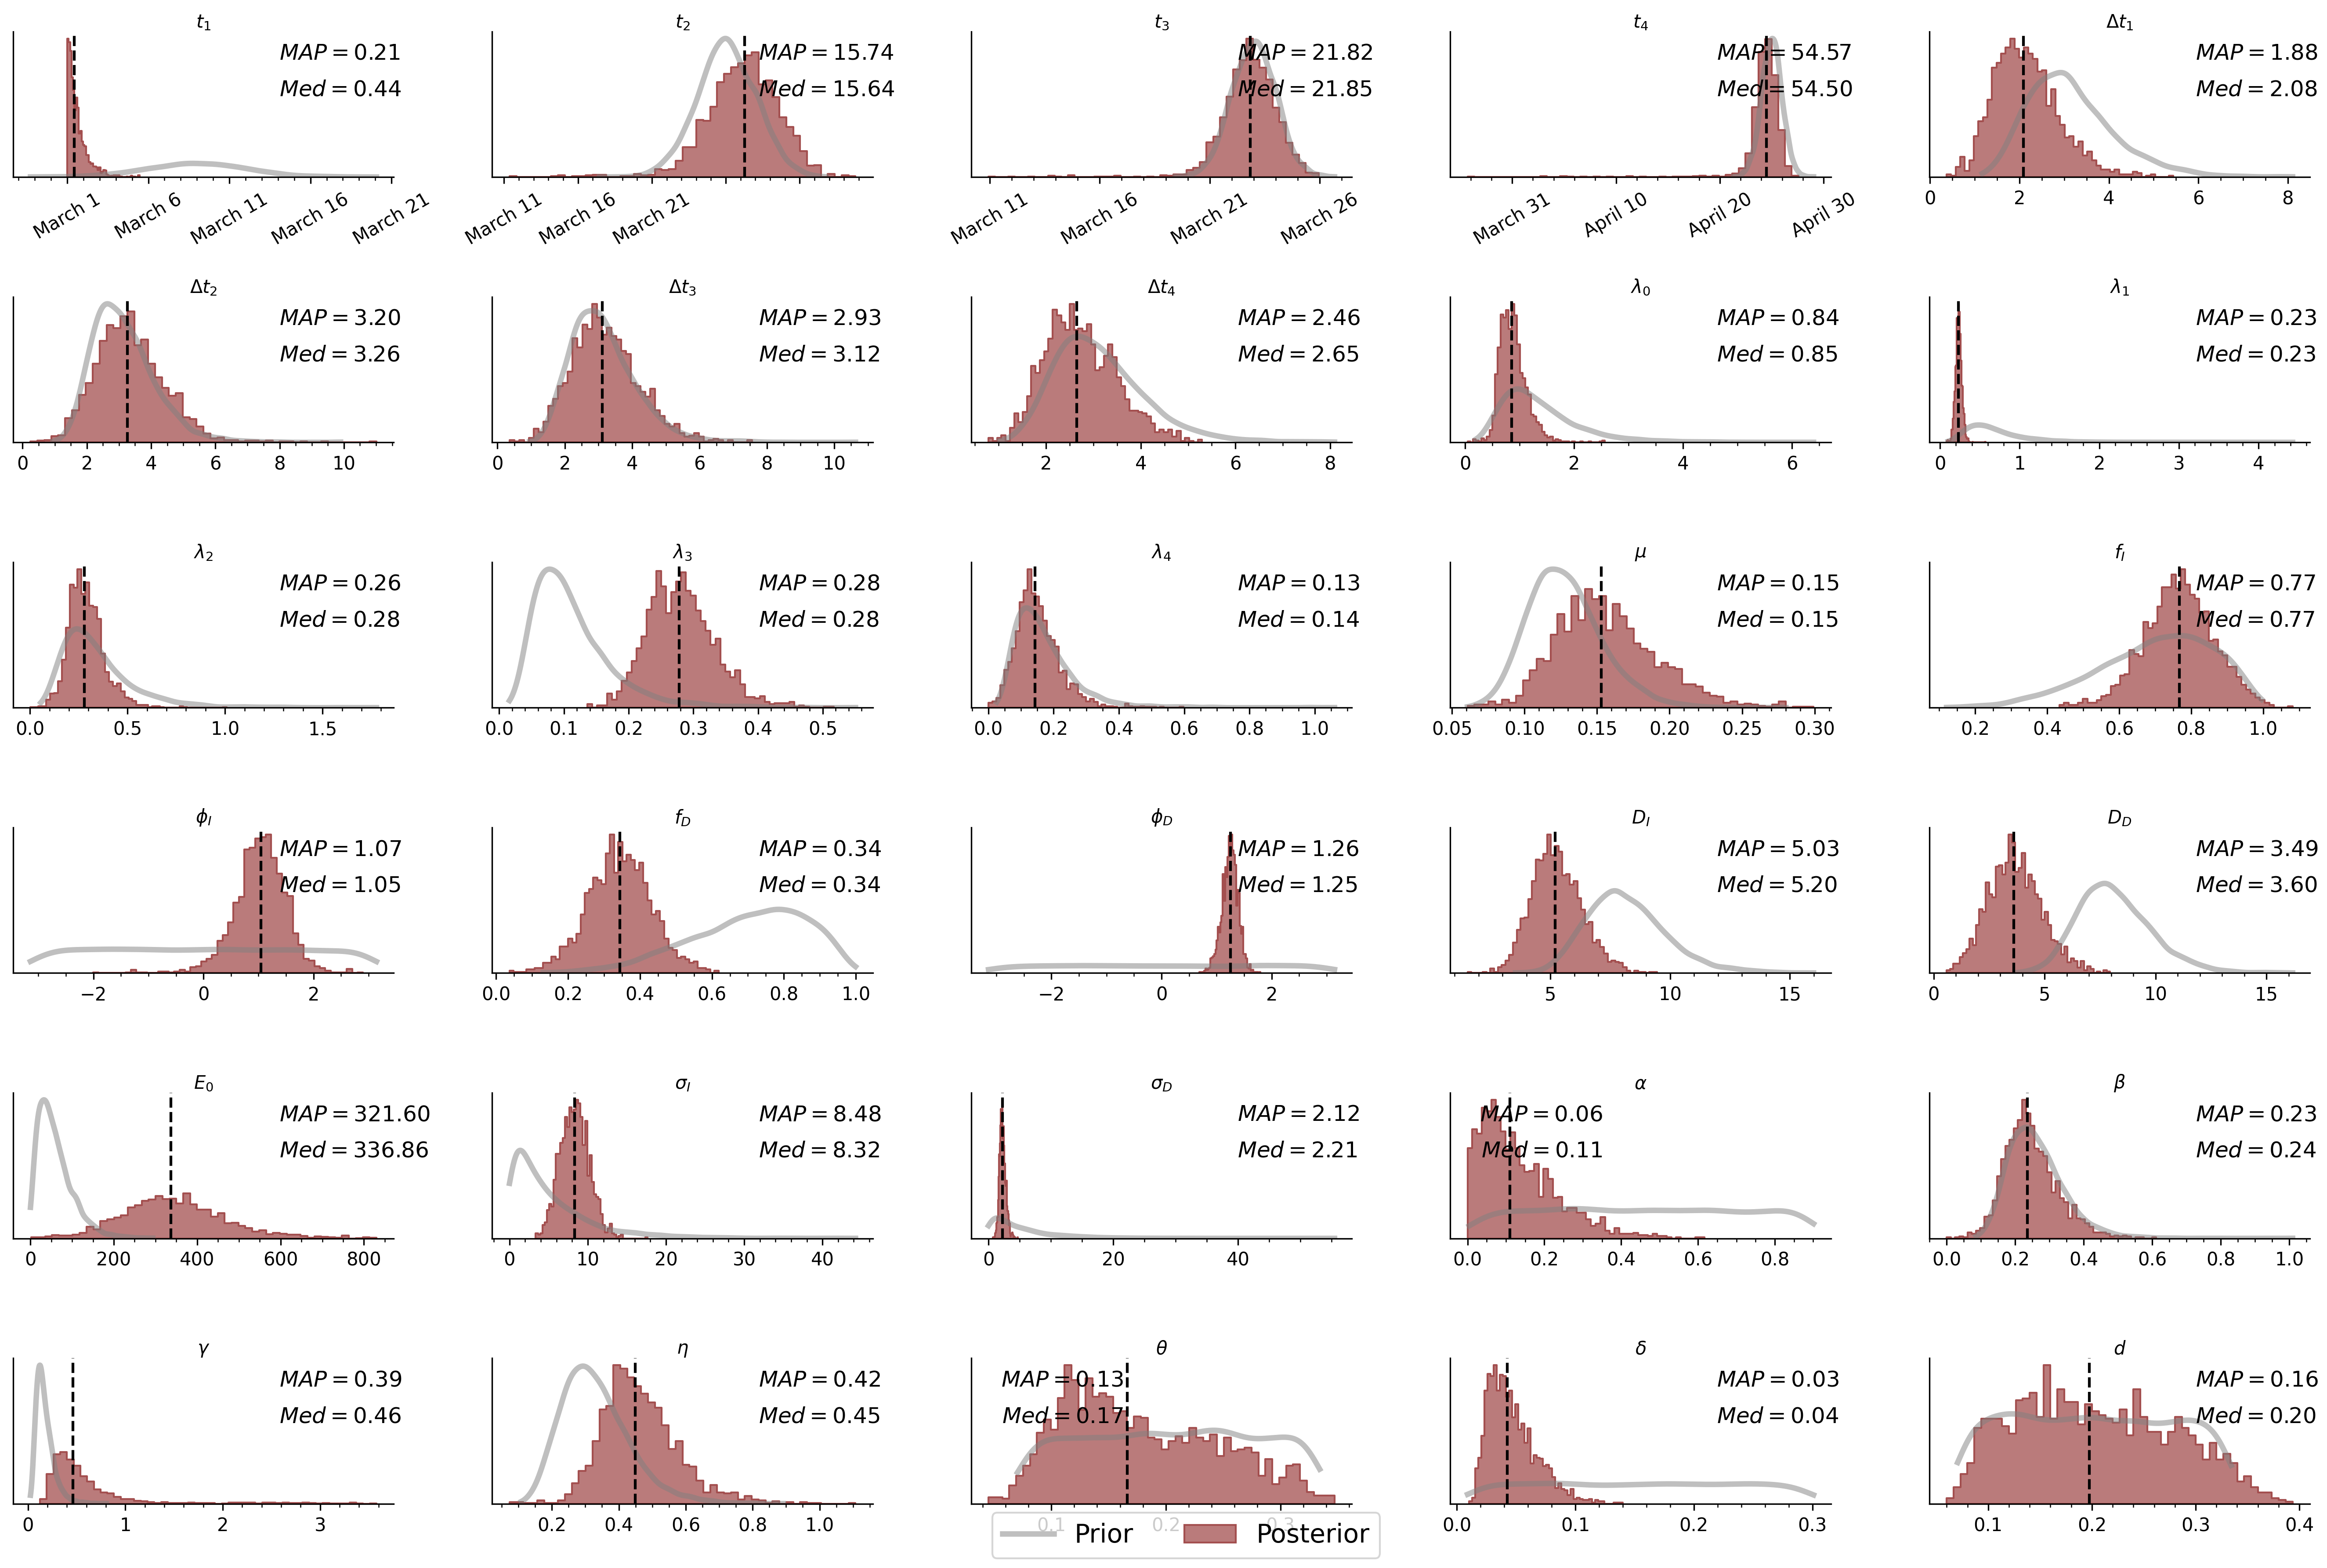 t₁ t₂ t₃ t₄ Δt₁
MAP = 0.21 MAP = 15.74 MAP = 21.82 MAP = 54.57 MAP = 1.88
Med = 0.44 Med = 15.64 Med = 21.85 Med = 54.50 Med = 2.08
March 1 March 6 March 11 March 16 March 21 March 11 March 16 March 21 March 11 March 16 March 21 March 26 March 31 April 10 April 20 April 30 0 2 4 6 8
Δt₂ Δt₃ Δt₄ λ₀ λ₁
MAP = 3.20 MAP = 2.93 MAP = 2.46 MAP = 0.84 MAP = 0.23
Med = 3.26 Med = 3.12 Med = 2.65 Med = 0.85 Med = 0.23
0 2 4 6 8 10 0 2 4 6 8 10 2 4 6 8 0 2 4 6 0 1 2 3 4
λ₂ λ₃ λ₄ μ f_I
MAP = 0.26 MAP = 0.28 MAP = 0.13 MAP = 0.15 MAP = 0.77
Med = 0.28 Med = 0.28 Med = 0.14 Med = 0.15 Med = 0.77
0.0 0.5 1.0 1.5 0.0 0.1 0.2 0.3 0.4 0.5 0.0 0.2 0.4 0.6 0.8 1.0 0.05 0.10 0.15 0.20 0.25 0.30 0.2 0.4 0.6 0.8 1.0
ϕ_I f_D ϕ_D D_I D_D
MAP = 1.07 MAP = 0.34 MAP = 1.26 MAP = 5.03 MAP = 3.49
Med = 1.05 Med = 0.34 Med = 1.25 Med = 5.20 Med = 3.60
−2 0 2 0.0 0.2 0.4 0.6 0.8 1.0 −2 0 2 5 10 15 0 5 10 15
E₀ σ_I σ_D α β
MAP = 321.60 MAP = 8.48 MAP = 2.12 MAP = 0.06 MAP = 0.23
Med = 336.86 Med = 8.32 Med = 2.21 Med = 0.11 Med = 0.24
0 200 400 600 800 0 10 20 30 40 0 20 40 0.0 0.2 0.4 0.6 0.8 0.0 0.2 0.4 0.6 0.8 1.0
γ η θ δ d
MAP = 0.39 MAP = 0.42 MAP = 0.13 MAP = 0.03 MAP = 0.16
Med = 0.46 Med = 0.45 Med = 0.17 Med = 0.04 Med = 0.20
0 1 2 3 0.2 0.4 0.6 0.8 1.0 0.1 0.2 0.3 0.0 0.1 0.2 0.3 0.1 0.2 0.3 0.4
Prior Posterior